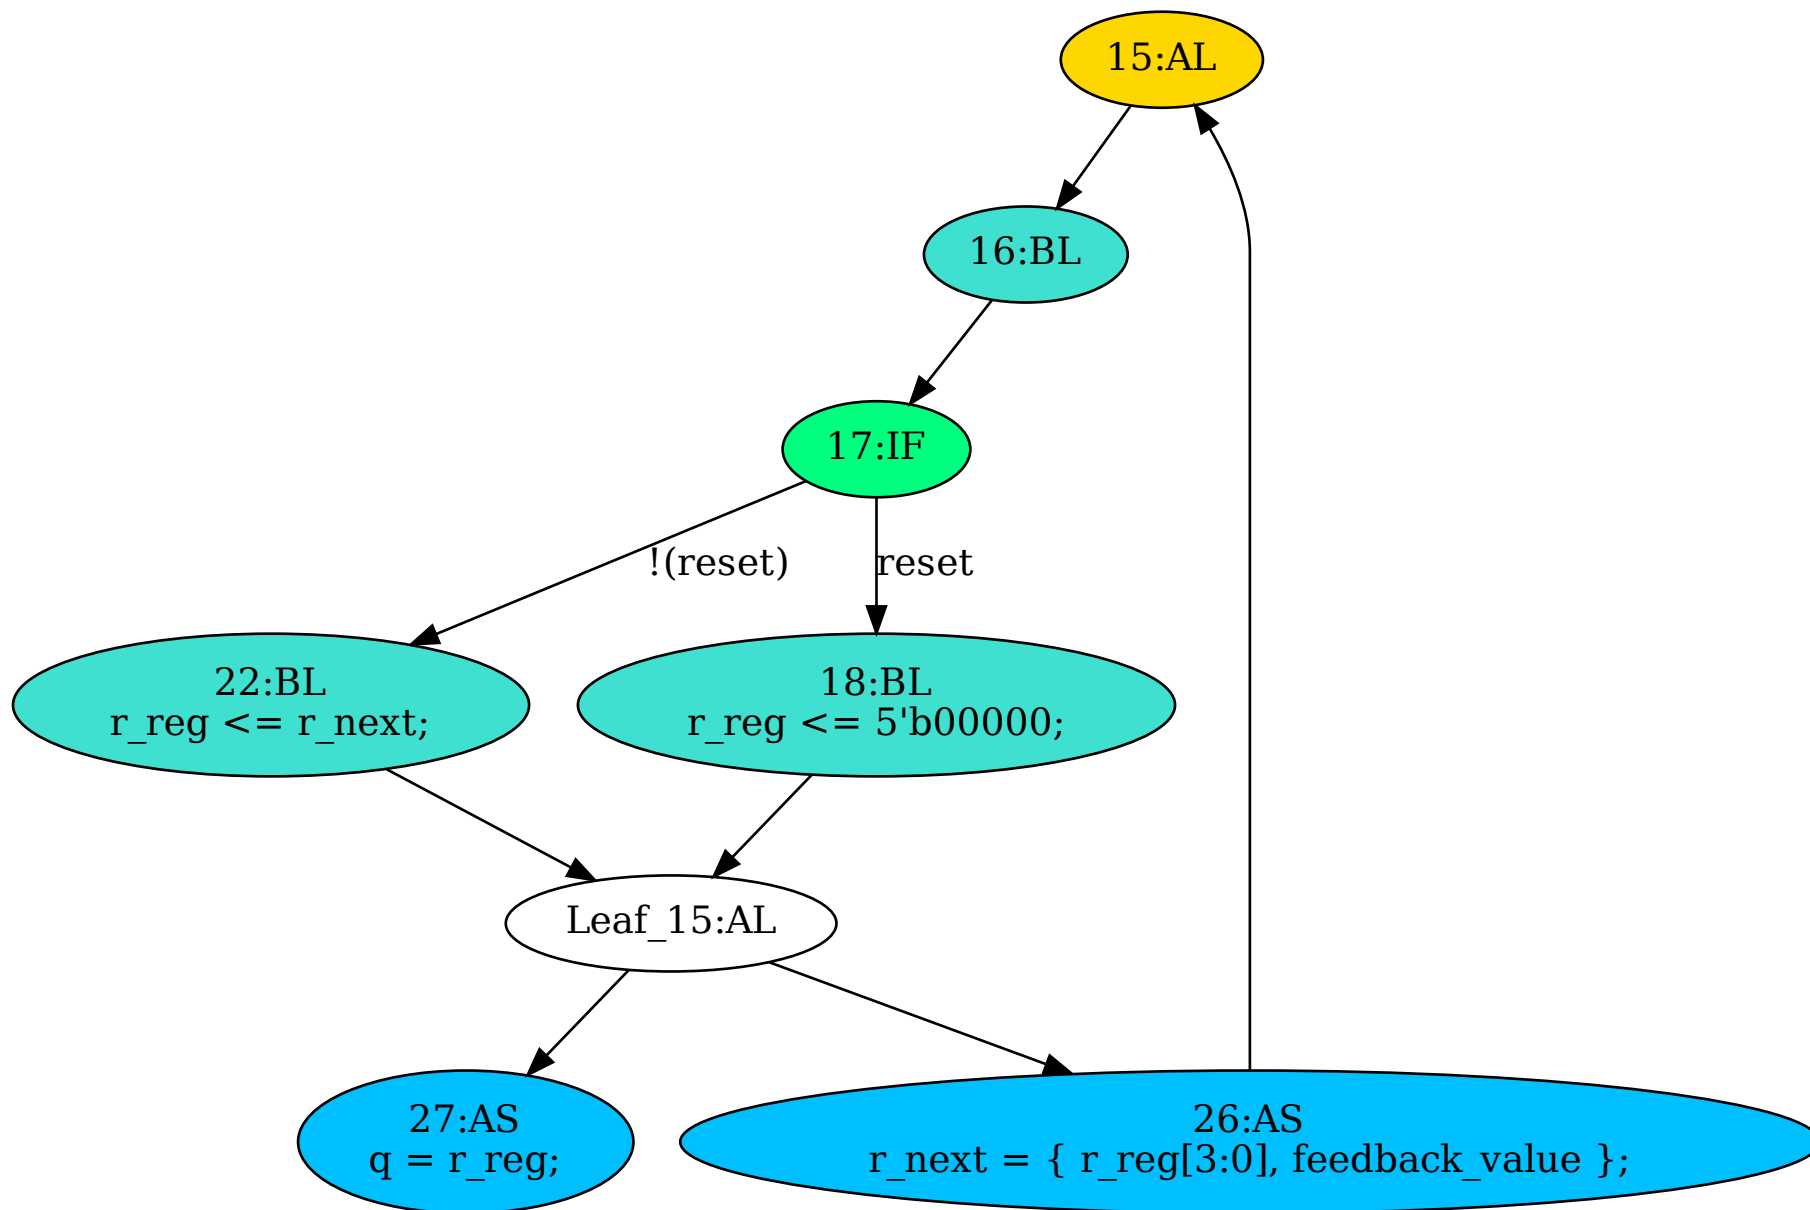 15:AL
16:BL
17:IF
!(reset)
reset
22:BL
r_reg <= r_next;
18:BL
r_reg <= 5'b00000;
Leaf_15:AL
27:AS
q = r_reg;
26:AS
r_next = { r_reg[3:0], feedback_value };